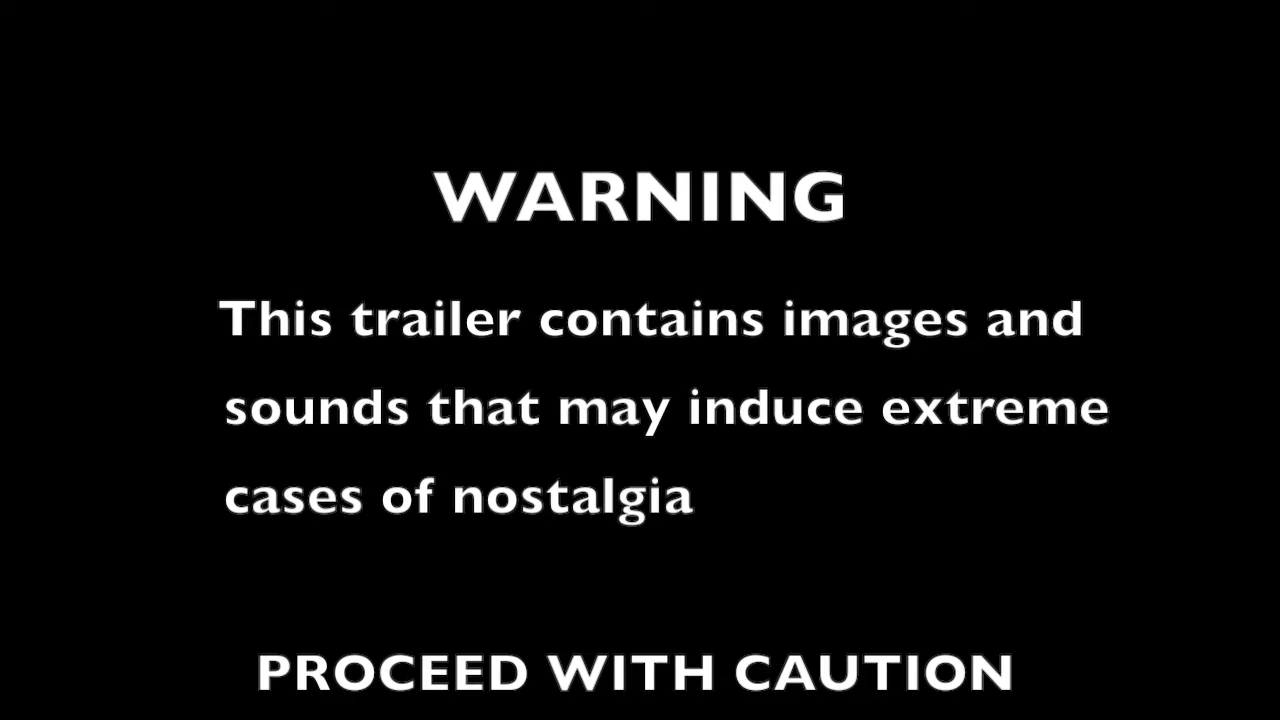 WARNING
This trailer contains images and
sounds that may induce extreme
cases of nostalgia
PROCEED WITH CAUTION